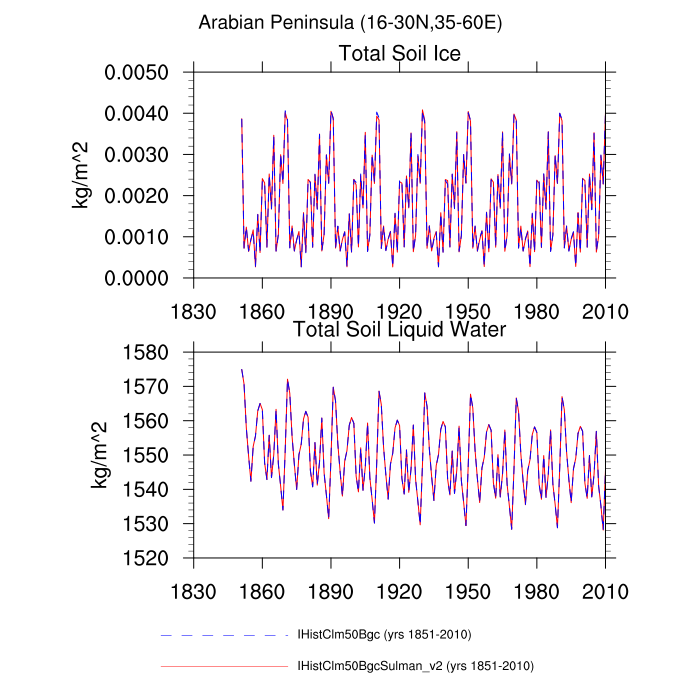 Arabian Peninsula (16-30N,35-60E)
Total Soil Ice
0.0050
0.0040
0.0030
0.0020
0.0010
0.0000
kg/m^2
1830 1860 1890 1920 1950 1980 2010
Total Soil Liquid Water
1580
1570
1560
1550
1540
1530
1520
kg/m^2
1830 1860 1890 1920 1950 1980 2010
IHistClm50Bgc (yrs 1851-2010)
IHistClm50BgcSulman_v2 (yrs 1851-2010)